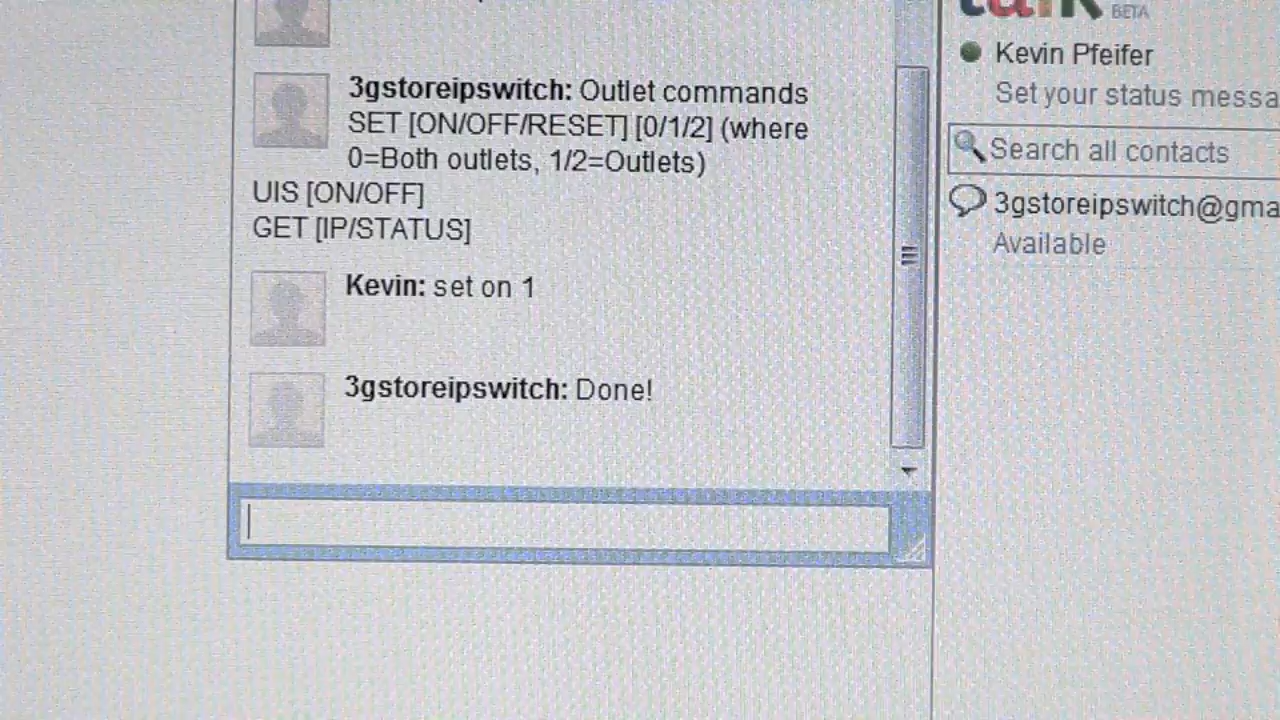 talk BETA
Kevin Pfeifer
Set your status messa
Search all contacts
3gstoreipswitch@gma
Available
3gstoreipswitch: Outlet commands
SET [ON/OFF/RESET] [0/1/2] (where
0=Both outlets, 1/2=Outlets)
UIS [ON/OFF]
GET [IP/STATUS]
Kevin: set on 1
3gstoreipswitch: Done!